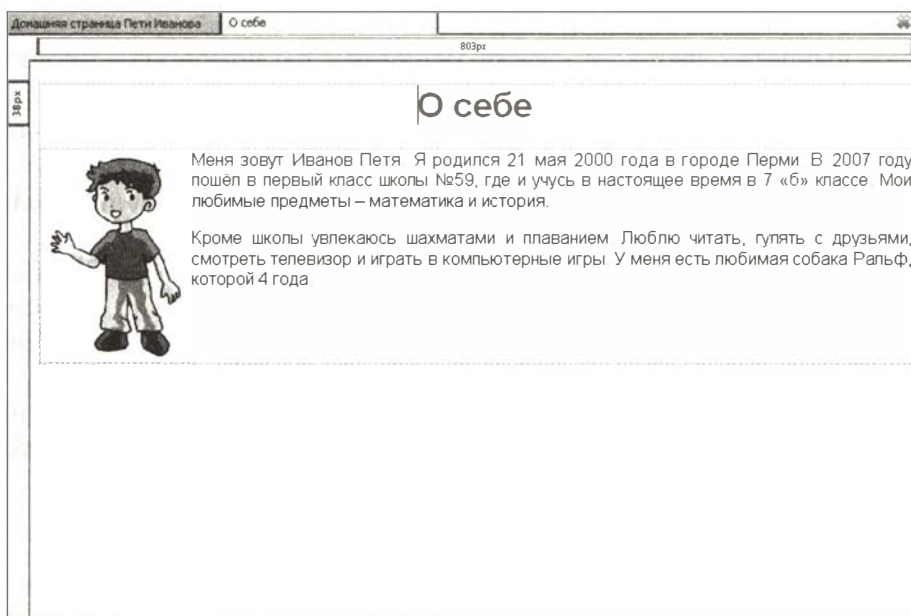 Домашняя страница Пети Иванова
О себе
803px
38px
О себе
Меня зовут Иванов Петя Я родился 21 мая 2000 года в городе Перми В 2007 году
пошёл в первый класс школы №59, где и учусь в настоящее время в 7 «б» классе Мои
любимые предметы – математика и история.
Кроме школы увлекаюсь шахматами и плаванием Люблю читать, гулять с друзьями,
смотреть телевизор и играть в компьютерные игры У меня есть любимая собака Ральф,
которой 4 года